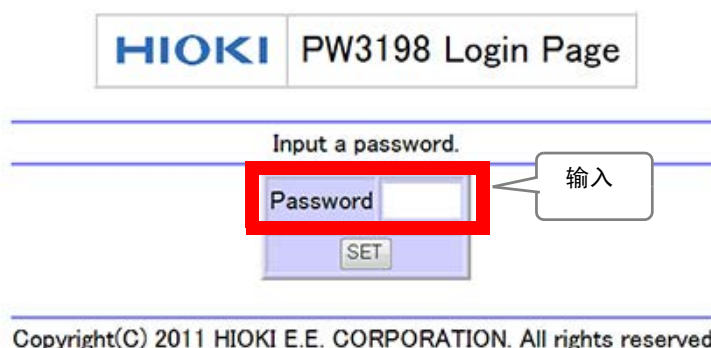 HIOKI PW3198 Login Page
Input a password.
Password
输入
SET
Copyright(C) 2011 HIOKI E.E. CORPORATION. All rights reserved